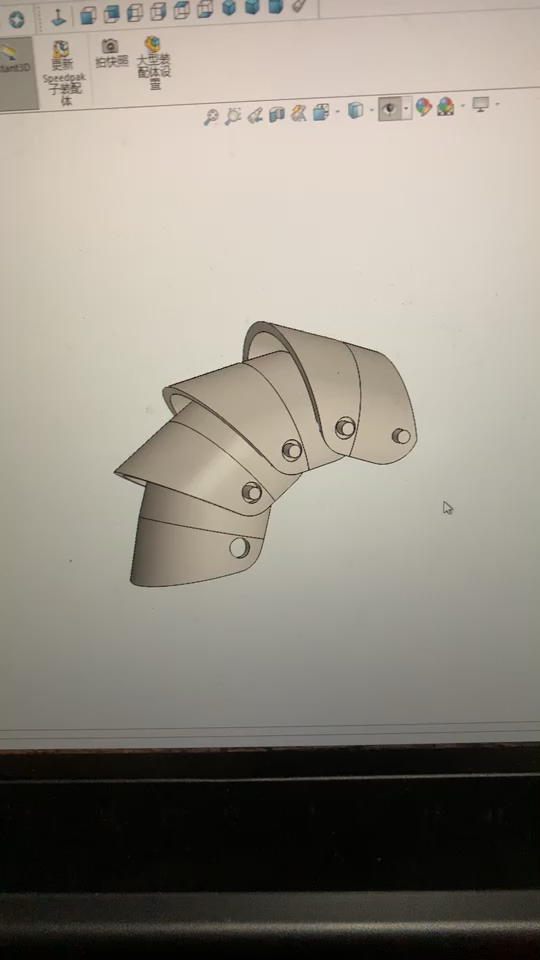 tant3D
更新
Speedpak
子装配
体
拍快照
大型装
配体设
置